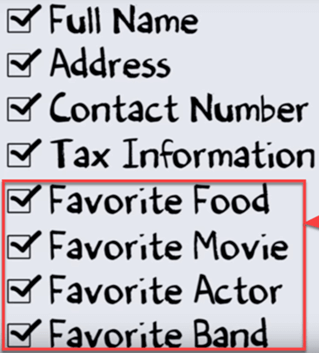 Full Name
Address
Contact Number
Tax Information
Favorite Food
Favorite Movie
Favorite Actor
Favorite Band